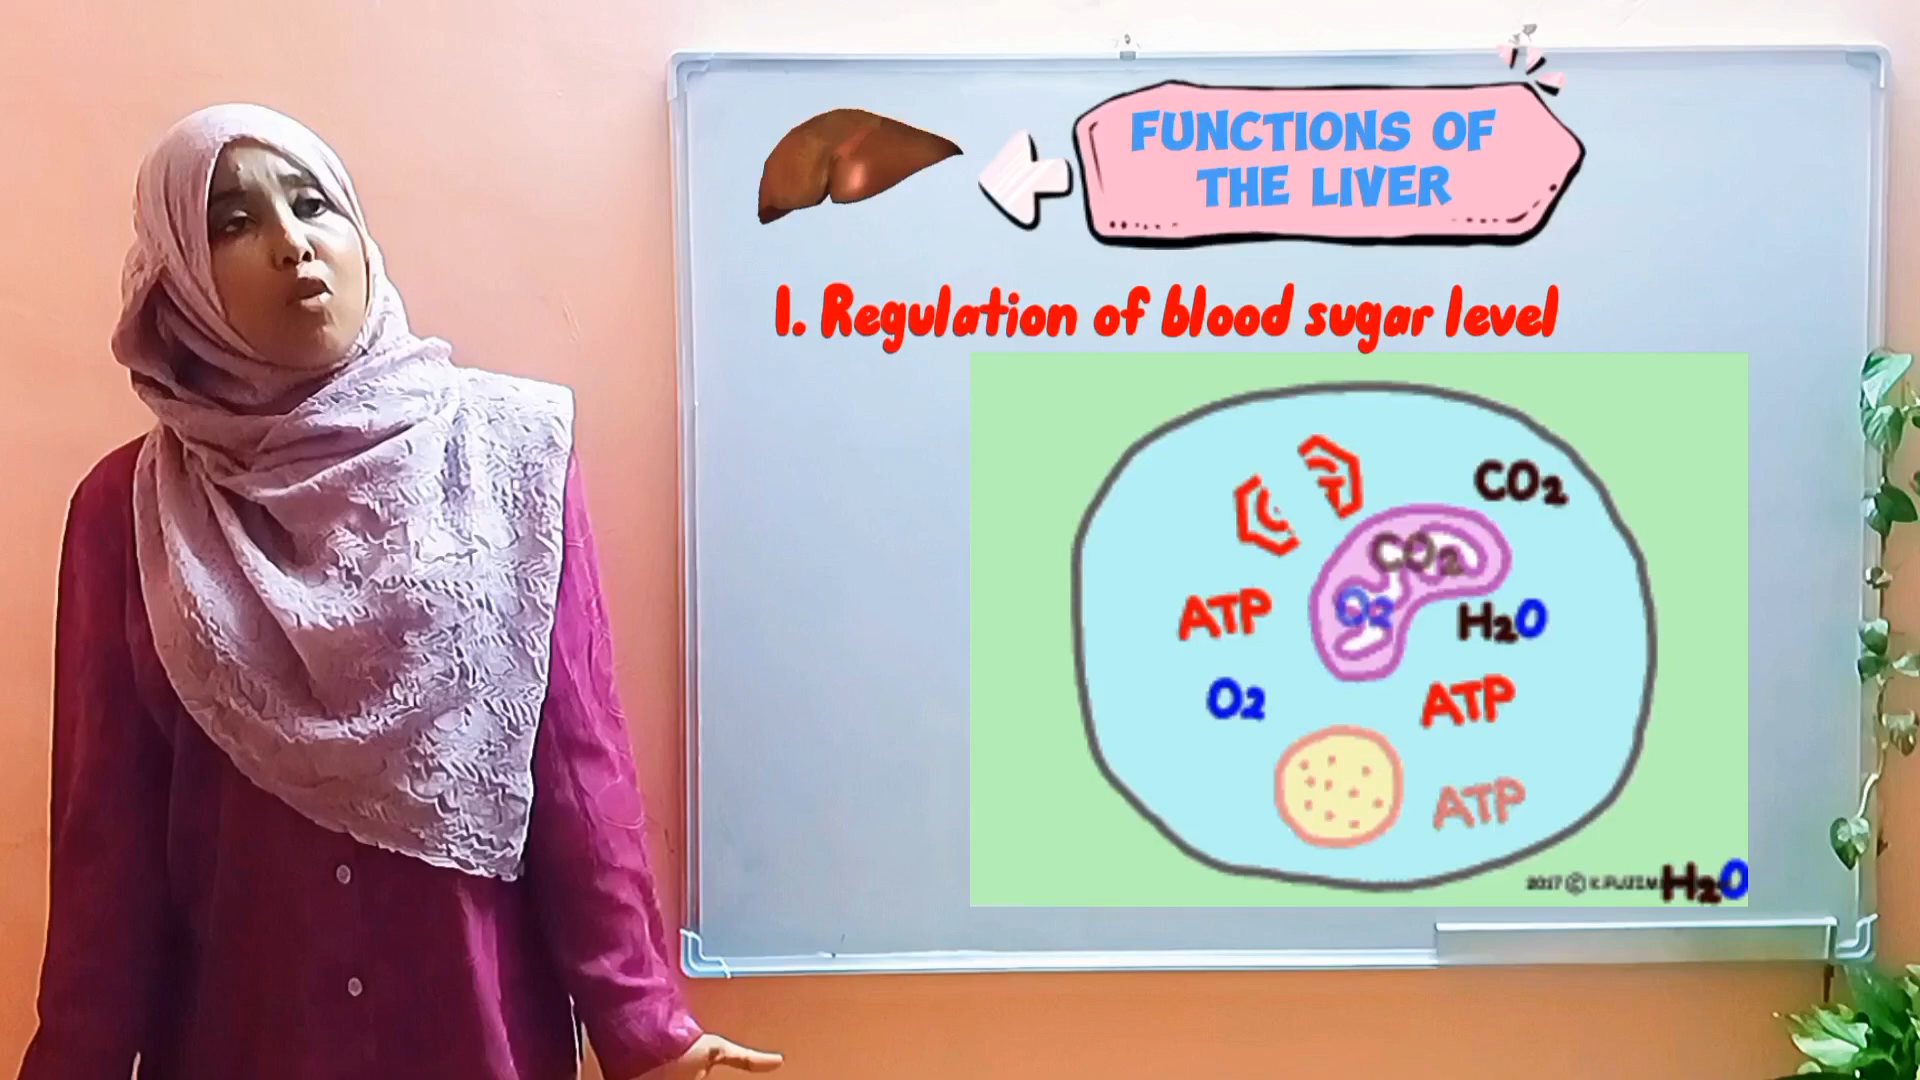 FUNCTIONS OF
THE LIVER
1. Regulation of blood sugar level
CO2
CO2
ATP
O2
H2O
O2
ATP
ATP
2017 ©
H2O